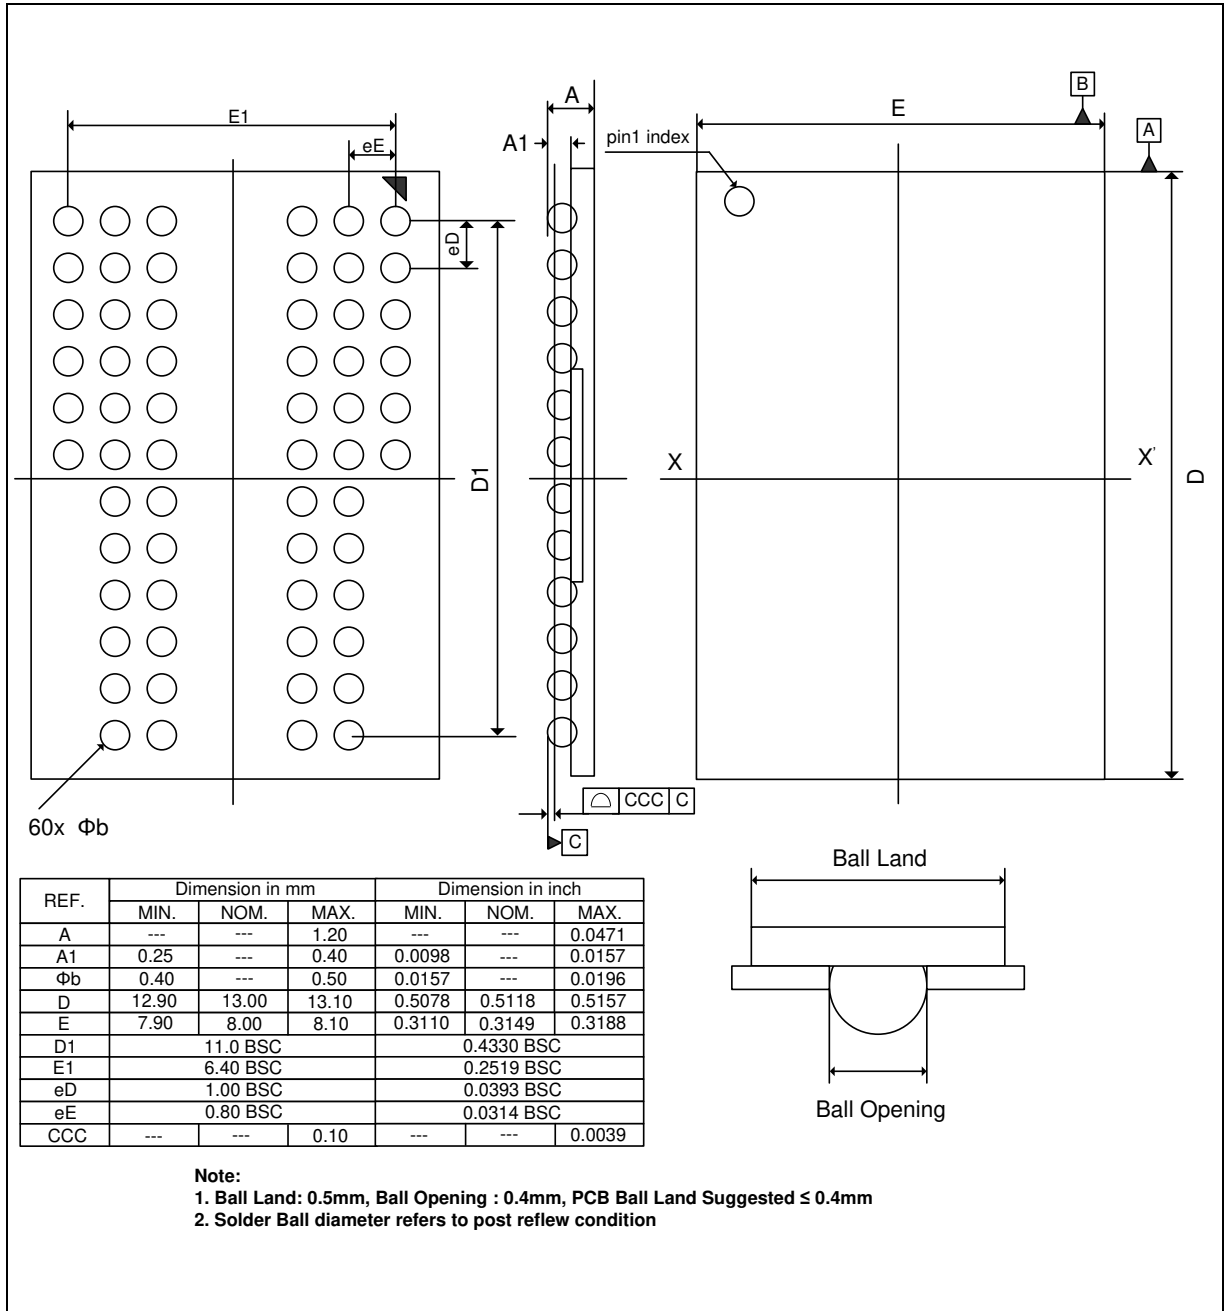 E1
eE
eD
D1
60x Φb
A
A1
CCC C
C
pin1 index
E
B
A
X
X'
D
REF. Dimension in mm Dimension in inch
MIN. NOM. MAX. MIN. NOM. MAX.
A --- --- 1.20 --- --- 0.0471
A1 0.25 --- 0.40 0.0098 --- 0.0157
Φb 0.40 --- 0.50 0.0157 --- 0.0196
D 12.90 13.00 13.10 0.5078 0.5118 0.5157
E 7.90 8.00 8.10 0.3110 0.3149 0.3188
D1 11.0 BSC 0.4330 BSC
E1 6.40 BSC 0.2519 BSC
eD 1.00 BSC 0.0393 BSC
eE 0.80 BSC 0.0314 BSC
CCC --- --- 0.10 --- --- 0.0039
Ball Land
Ball Opening
Note:
1. Ball Land: 0.5mm, Ball Opening : 0.4mm, PCB Ball Land Suggested ≤ 0.4mm
2. Solder Ball diameter refers to post reflew condition